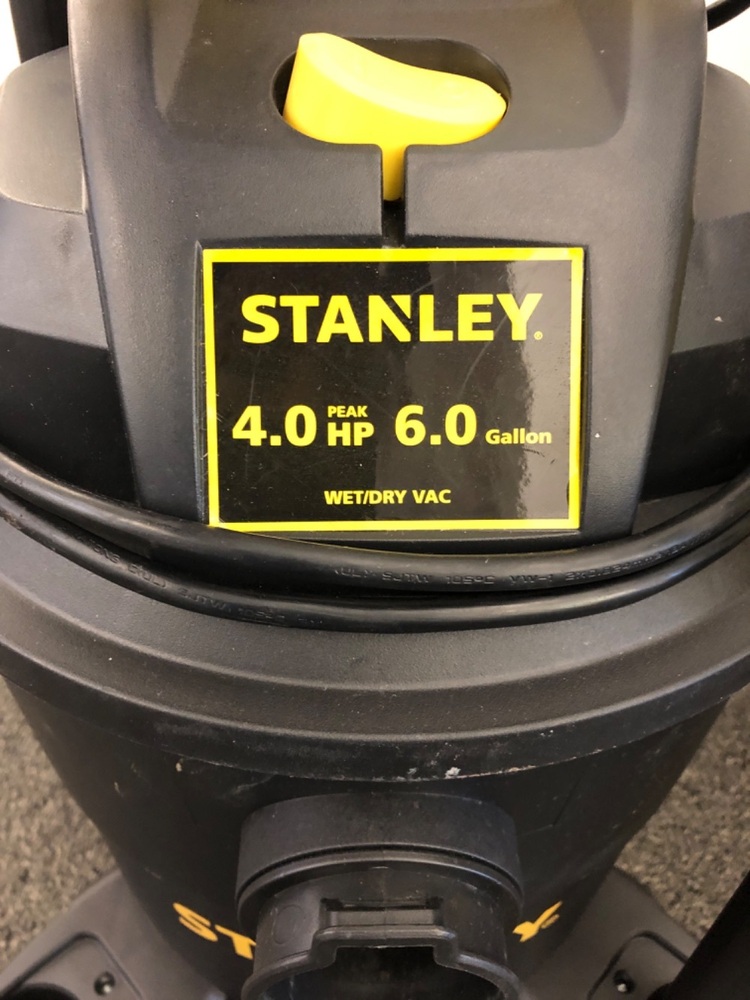 STANLEY®
4.0 PEAK HP 6.0 Gallon
WET/DRY VAC